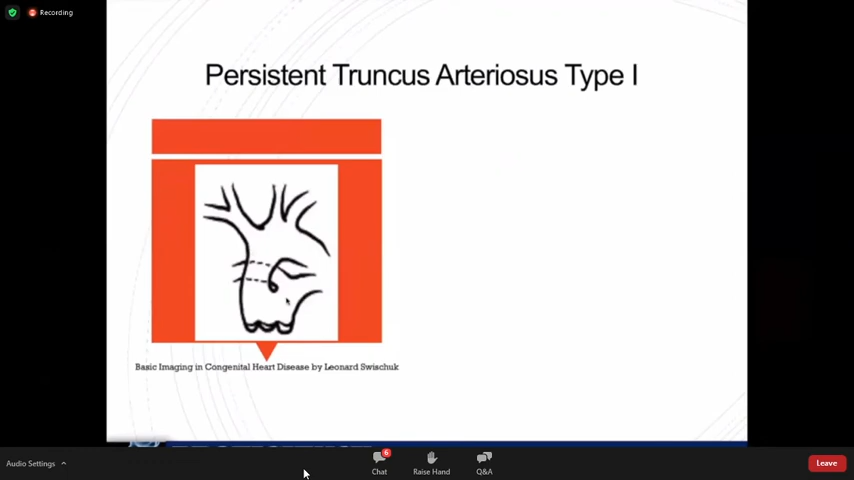 Recording
Persistent Truncus Arteriosus Type I
Basic Imaging in Congenital Heart Disease by Leonard Swischuk
Audio Settings
6
Chat
Raise Hand
Q&A
Leave